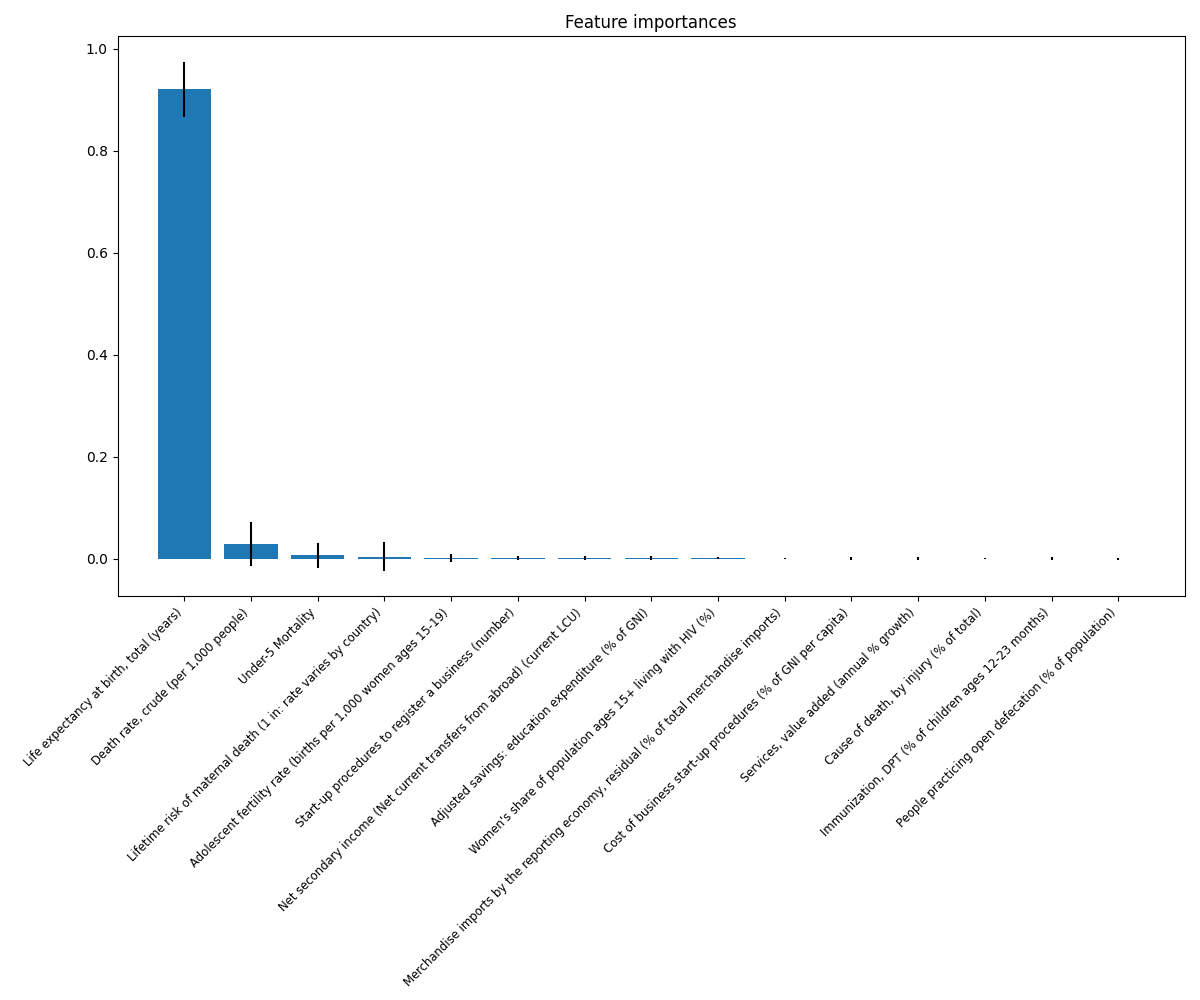 Feature importances
1.0
0.8
0.6
0.4
0.2
0.0
Life expectancy at birth, total (years)
Death rate, crude (per 1,000 people)
Under-5 Mortality
Lifetime risk of maternal death (1 in: rate varies by country)
Adolescent fertility rate (births per 1,000 women ages 15-19)
Start-up procedures to register a business (number)
Net secondary income (Net current transfers from abroad) (current LCU)
Adjusted savings: education expenditure (% of GNI)
Women's share of population ages 15+ living with HIV (%)
Merchandise imports by the reporting economy, residual (% of total merchandise imports)
Cost of business start-up procedures (% of GNI per capita)
Services, value added (annual % growth)
Cause of death, by injury (% of total)
Immunization, DPT (% of children ages 12-23 months)
People practicing open defecation (% of population)